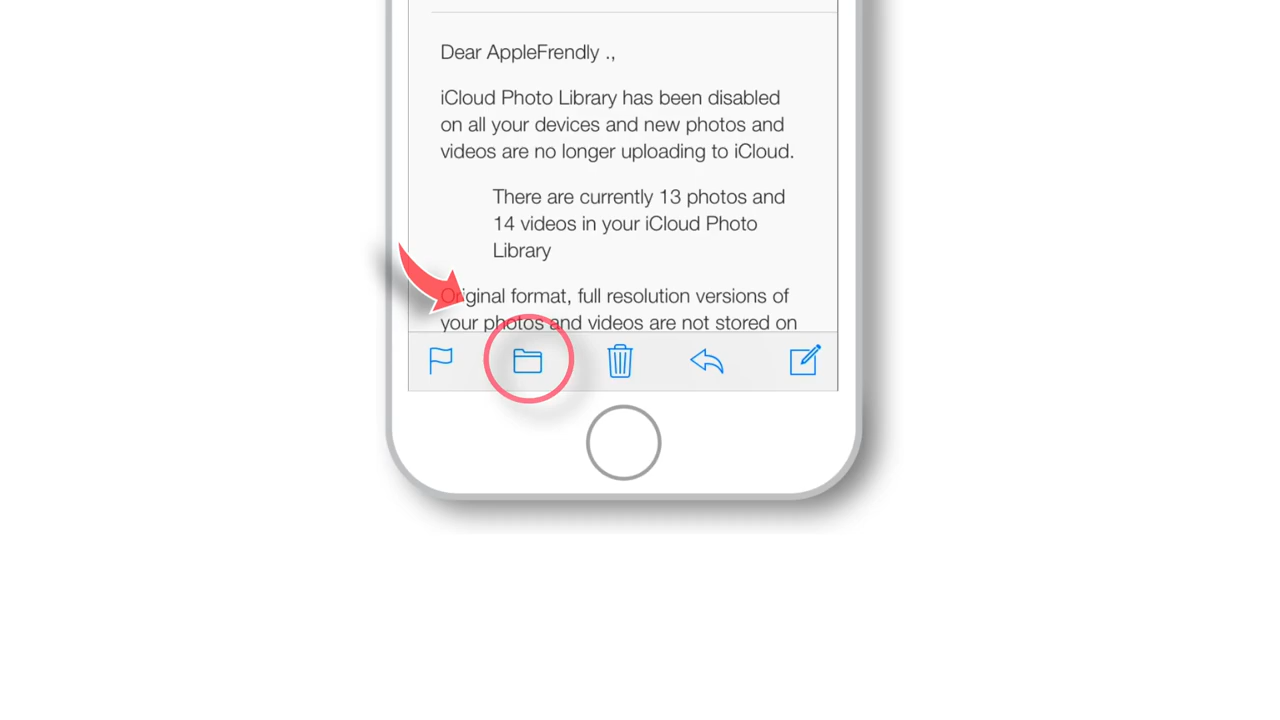 Dear AppleFrendly .,
iCloud Photo Library has been disabled
on all your devices and new photos and
videos are no longer uploading to iCloud.
There are currently 13 photos and
14 videos in your iCloud Photo
Library
Original format, full resolution versions of
your photos and videos are not stored on